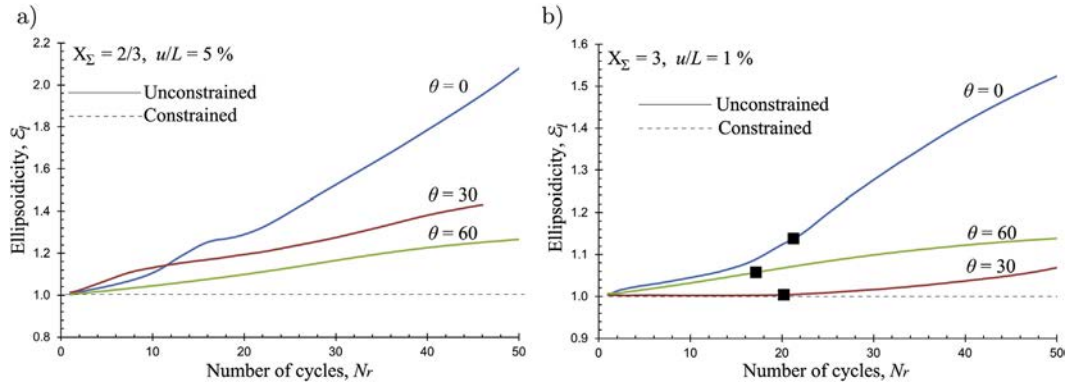 a)
X_Σ = 2/3, u/L = 5 %
Unconstrained
Constrained
θ = 0
θ = 30
θ = 60
Ellipsoidicity, ℰ_l
2.2
2.0
1.8
1.6
1.4
1.2
1.0
0.8
0 10 20 30 40 50
Number of cycles, Nr
b)
X_Σ = 3, u/L = 1 %
Unconstrained
Constrained
θ = 0
θ = 60
θ = 30
Ellipsoidicity, ℰ_l
1.6
1.5
1.4
1.3
1.2
1.1
1.0
0.9
0 10 20 30 40 50
Number of cycles, Nr